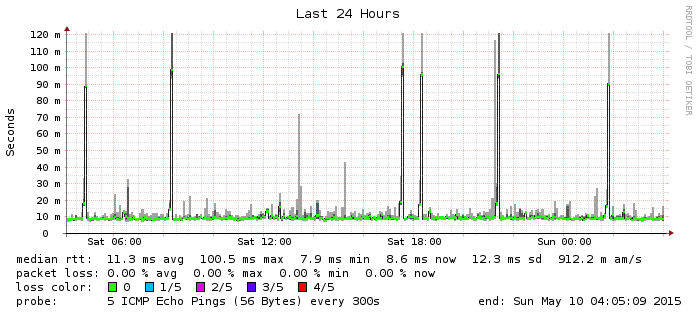 Last 24 Hours
RRDTOOL / TOBI OETIKER
Seconds
120 m
110 m
100 m
90 m
80 m
70 m
60 m
50 m
40 m
30 m
20 m
10 m
0
Sat 06:00 Sat 12:00 Sat 18:00 Sun 00:00
median rtt: 11.3 ms avg 100.5 ms max 7.9 ms min 8.6 ms now 12.3 ms sd 912.2 m am/s
packet loss: 0.00 % avg 0.00 % max 0.00 % min 0.00 % now
loss color: 0 1/5 2/5 3/5 4/5
probe: 5 ICMP Echo Pings (56 Bytes) every 300s end: Sun May 10 04:05:09 2015